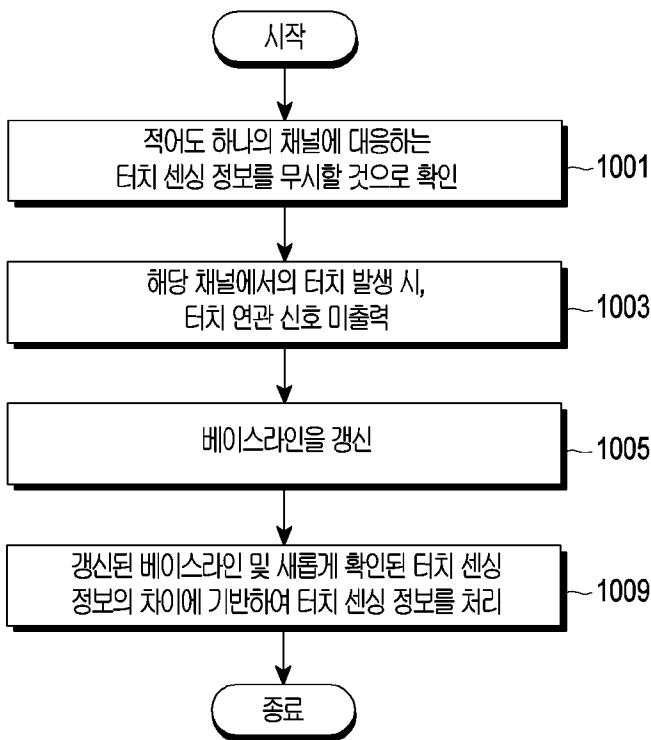 시작
적어도 하나의 채널에 대응하는
터치 센싱 정보를 무시할 것으로 확인
1001
해당 채널에서의 터치 발생 시,
터치 연관 신호 미출력
1003
베이스라인을 갱신
1005
갱신된 베이스라인 및 새롭게 확인된 터치 센싱
정보의 차이에 기반하여 터치 센싱 정보를 처리
1009
종료